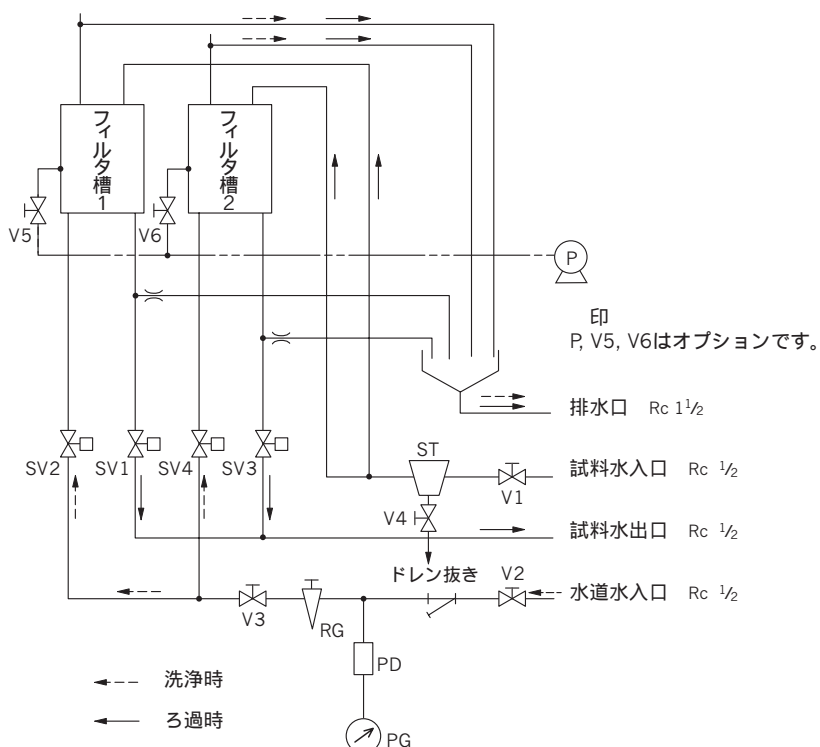 フィルタ槽1
フィルタ槽2
V5
V6
P
印
P, V5, V6はオプションです。
排水口 Rc 1 1/2
SV2
SV1
SV4
SV3
ST
試料水入口 Rc 1/2
V1
V4
試料水出口 Rc 1/2
ドレン抜き
V2
水道水入口 Rc 1/2
V3
RG
PD
洗浄時
ろ過時
PG